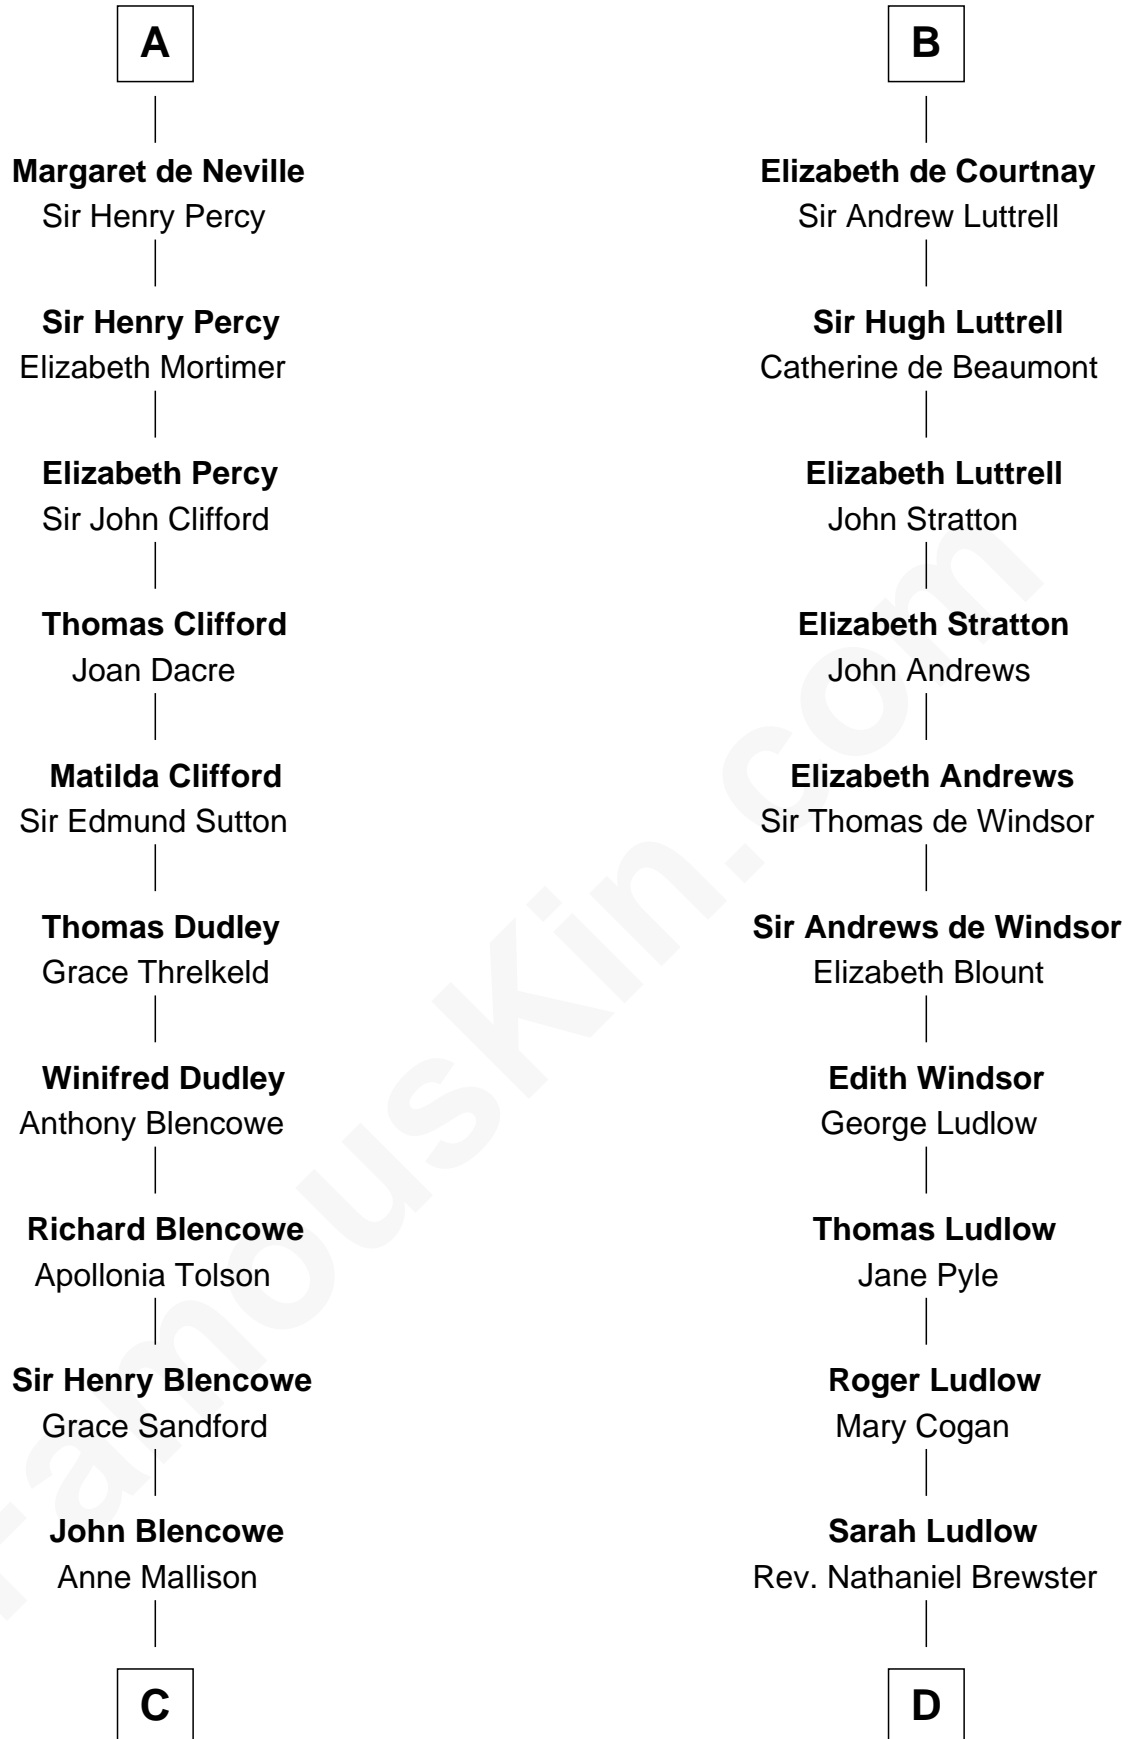 A
Margaret de Neville
Sir Henry Percy
Sir Henry Percy
Elizabeth Mortimer
Elizabeth Percy
Sir John Clifford
Thomas Clifford
Joan Dacre
Matilda Clifford
Sir Edmund Sutton
Thomas Dudley
Grace Threlkeld
Winifred Dudley
Anthony Blencowe
Richard Blencowe
Apollonia Tolson
Sir Henry Blencowe
Grace Sandford
John Blencowe
Anne Mallison
C
B
Elizabeth de Courtnay
Sir Andrew Luttrell
Sir Hugh Luttrell
Catherine de Beaumont
Elizabeth Luttrell
John Stratton
Elizabeth Stratton
John Andrews
Elizabeth Andrews
Sir Thomas de Windsor
Sir Andrews de Windsor
Elizabeth Blount
Edith Windsor
George Ludlow
Thomas Ludlow
Jane Pyle
Roger Ludlow
Mary Cogan
Sarah Ludlow
Rev. Nathaniel Brewster
D
FamousKin.com